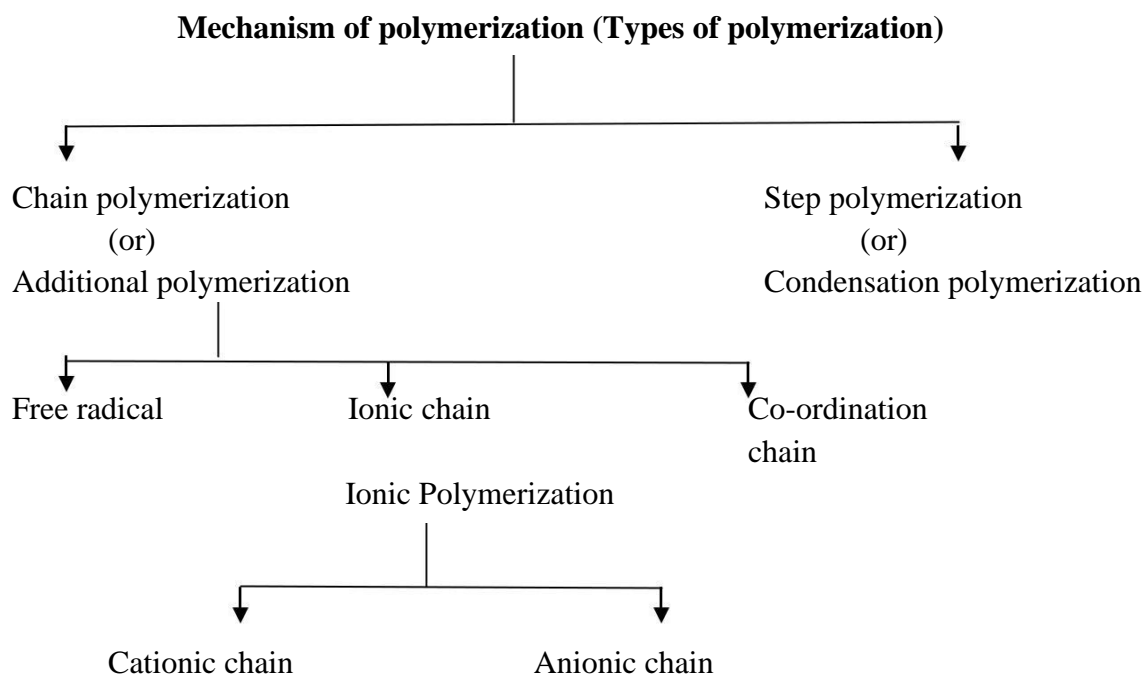 Mechanism of polymerization (Types of polymerization)
Chain polymerization
(or)
Additional polymerization
Step polymerization
(or)
Condensation polymerization
Free radical
Ionic chain
Co-ordination
chain
Ionic Polymerization
Cationic chain
Anionic chain